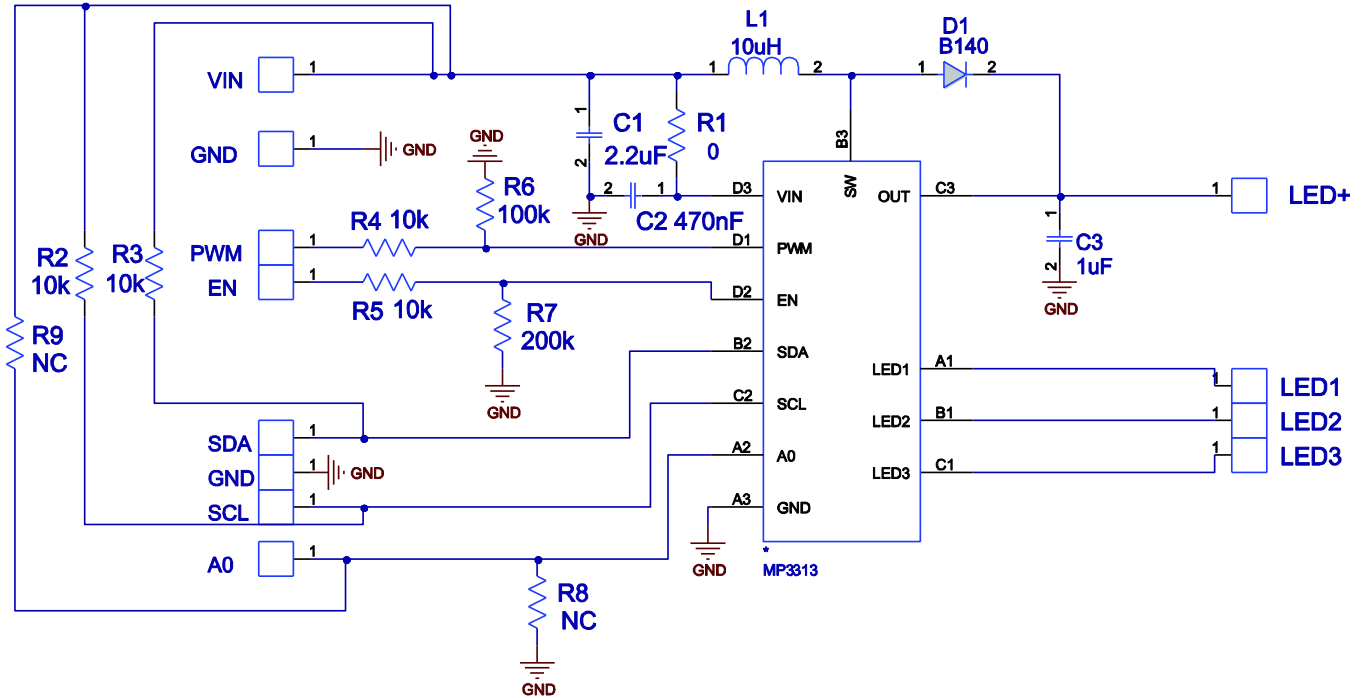 L1
10uH
D1
B140
VIN
1
1
2
1
2
GND
1
GND
GND
1
C1
2.2uF
2
R1
0
B3
SW
R6
100k
2
1
D3
VIN
OUT
C3
1
LED+
GND
C2 470nF
R4 10k
PWM
1
D1
PWM
1
C3
1uF
2
GND
R2
10k
R3
10k
EN
1
R5 10k
D2
EN
R7
200k
GND
R9
NC
B2
SDA
LED1
A1
1
LED1
C2
SCL
LED2
B1
1
LED2
SDA
1
A2
A0
LED3
C1
1
LED3
GND
1
GND
SCL
1
A3
GND
GND
*
MP3313
A0
1
R8
NC
GND